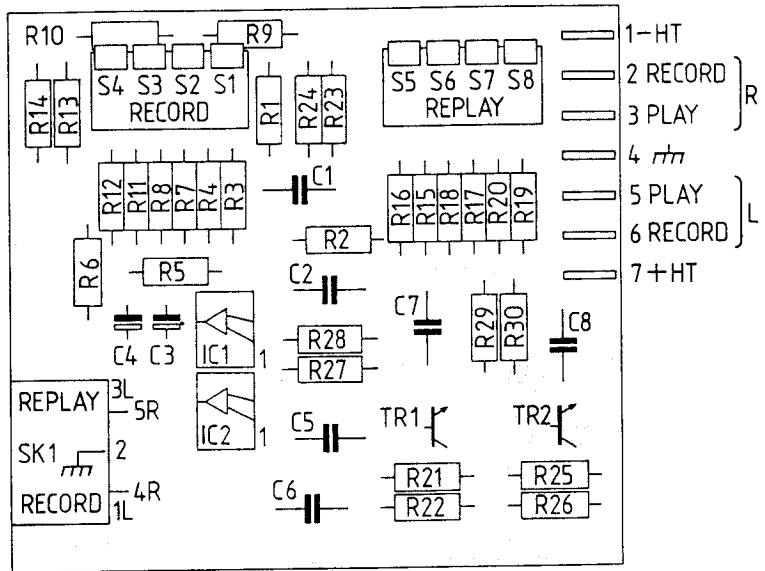 R10 R9 1-HT
S4 S3 S2 S1 S5 S6 S7 S8
RECORD REPLAY
2 RECORD
3 PLAY
R
R14 R13 R1 R24 R23
4
R12 R11 R8 R7 R4 R3 C1 R16 R15 R18 R17 R20 R19
5 PLAY
6 RECORD
L
R2
R6 R5 C2 7+HT
C4 C3 IC1 1 R28 C7 R29 R30 C8
R27
REPLAY 3L
5R
IC2 1 C5 TR1 TR2
SK1 2
RECORD 4R
1L
C6 R21 R25
R22 R26